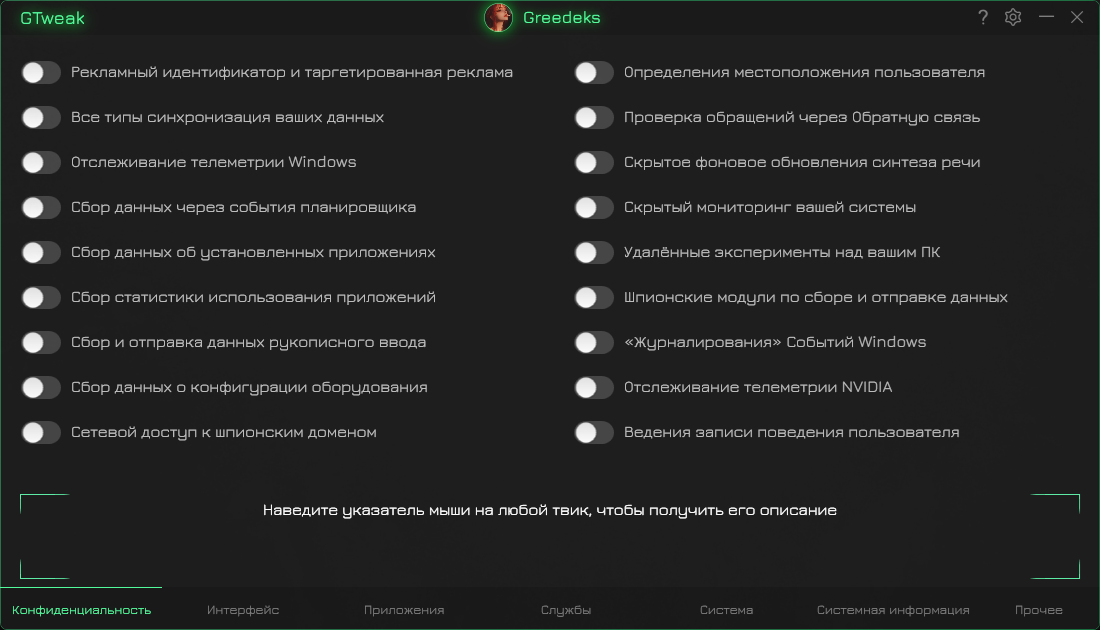 GTweak
Greedeks
?
Рекламный идентификатор и таргетированная реклама
Все типы синхронизация ваших данных
Отслеживание телеметрии Windows
Сбор данных через события планировщика
Сбор данных об установленных приложениях
Сбор статистики использования приложений
Сбор и отправка данных рукописного ввода
Сбор данных о конфигурации оборудования
Сетевой доступ к шпионским доменом
Определения местоположения пользователя
Проверка обращений через Обратную связь
Скрытое фоновое обновления синтеза речи
Скрытый мониторинг вашей системы
Удалённые эксперименты над вашим ПК
Шпионские модули по сборе и отправке данных
«Журналирования» Событий Windows
Отслеживание телеметрии NVIDIA
Ведения записи поведения пользователя
Наведите указатель мыши на любой твик, чтобы получить его описание
Конфиденциальность
Интерфейс
Приложения
Службы
Система
Системная информация
Прочее